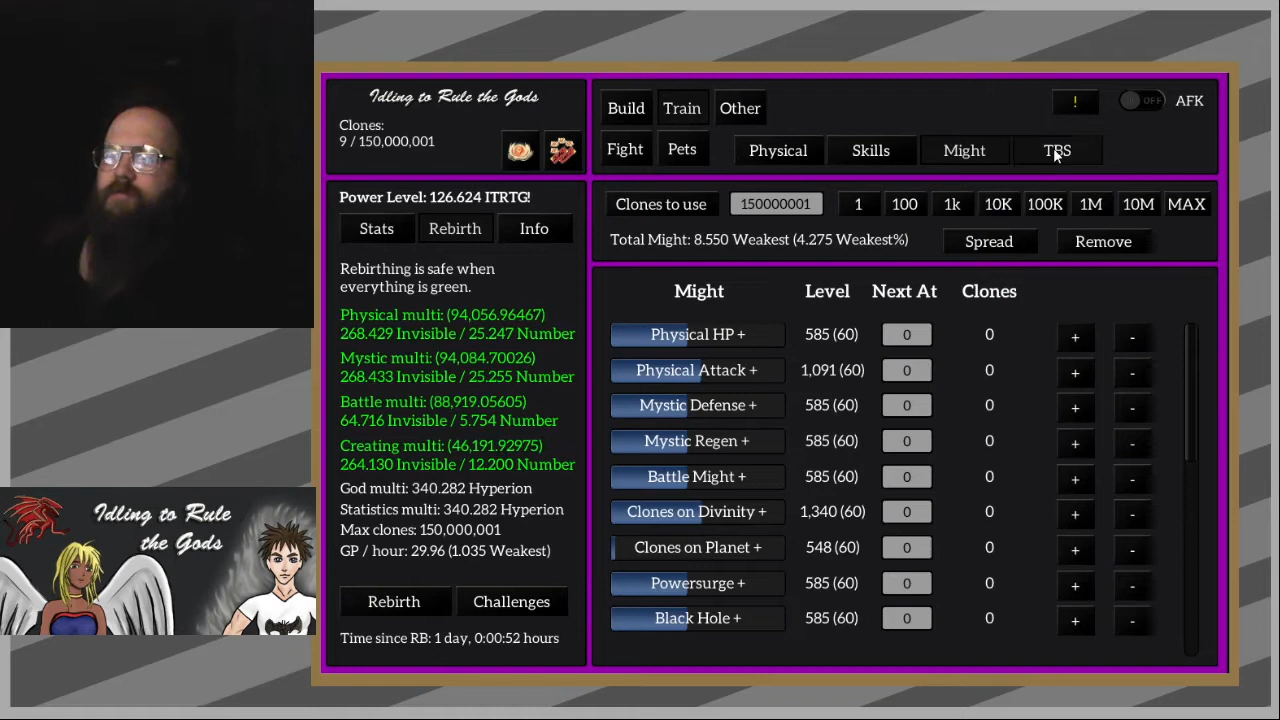 Idling to Rule the Gods
Clones:
9 / 150,000,001
Build Train Other
! OFF AFK
Fight Pets Physical Skills Might TBS
Power Level: 126.624 ITRTG!
Stats Rebirth Info
Rebirthing is safe when
everything is green.
Physical multi: (94,056.96467)
268.429 Invisible / 25.247 Number
Mystic multi: (94,084.70026)
268.433 Invisible / 25.255 Number
Battle multi: (88,919.05605)
64.716 Invisible / 5.754 Number
Creating multi: (46,191.92975)
264.130 Invisible / 12.200 Number
God multi: 340.282 Hyperion
Statistics multi: 340.282 Hyperion
Max clones: 150,000,001
GP / hour: 29.96 (1.035 Weakest)
Rebirth Challenges
Time since RB: 1 day, 0:00:52 hours
Clones to use 150000001 1 100 1k 10K 100K 1M 10M MAX
Total Might: 8.550 Weakest (4.275 Weakest%) Spread Remove
Might Level Next At Clones
Physical HP + 585 (60) 0 0 + -
Physical Attack + 1,091 (60) 0 0 + -
Mystic Defense + 585 (60) 0 0 + -
Mystic Regen + 585 (60) 0 0 + -
Battle Might + 585 (60) 0 0 + -
Clones on Divinity + 1,340 (60) 0 0 + -
Clones on Planet + 548 (60) 0 0 + -
Powersurge + 585 (60) 0 0 + -
Black Hole + 585 (60) 0 0 + -
Idling to Rule
the Gods